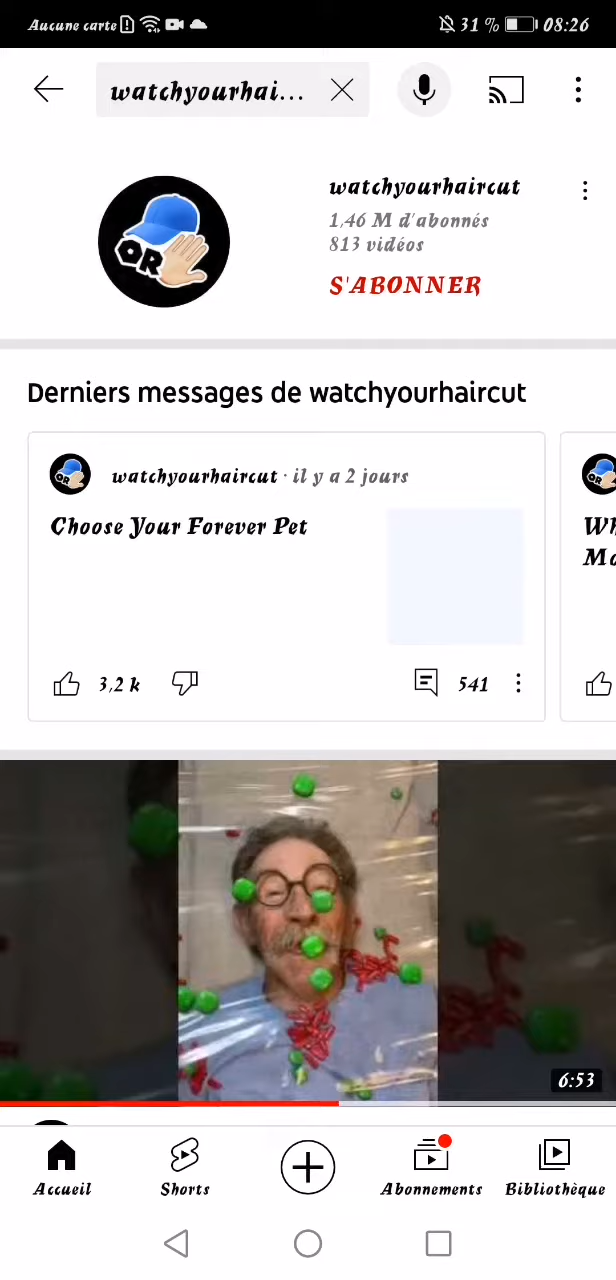 Aucune carte
31 %
08:26
watchyourhai...
OR
watchyourhaircut
1,46 M d'abonnés
813 vidéos
S'ABONNER
Derniers messages de watchyourhaircut
watchyourhaircut · il y a 2 jours
Choose Your Forever Pet
3,2 k
541
6:53
Accueil
Shorts
Abonnements
Bibliothèque